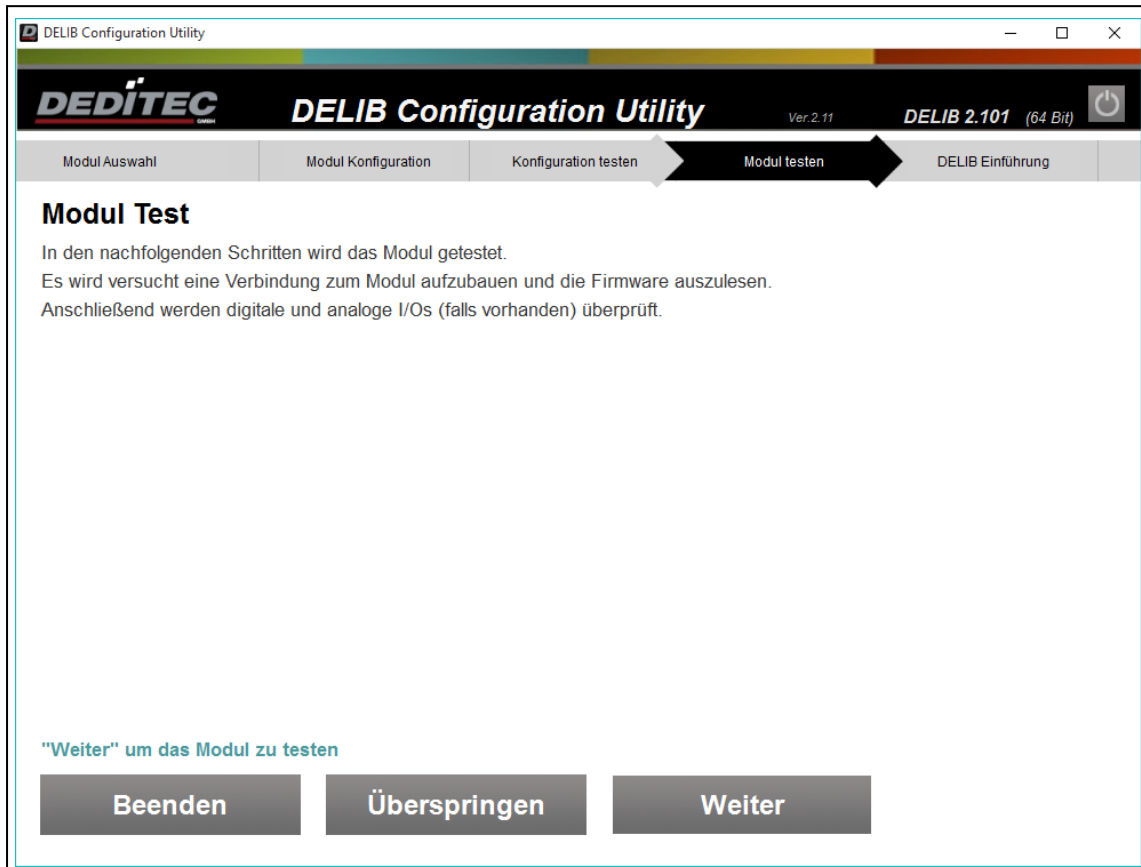 DELIB Configuration Utility
DEDITEC
GMBH
DELIB Configuration Utility
Ver.2.11
DELIB 2.101 (64 Bit)
Modul Auswahl
Modul Konfiguration
Konfiguration testen
Modul testen
DELIB Einführung
Modul Test
In den nachfolgenden Schritten wird das Modul getestet.
Es wird versucht eine Verbindung zum Modul aufzubauen und die Firmware auszulesen.
Anschließend werden digitale und analoge I/Os (falls vorhanden) überprüft.
"Weiter" um das Modul zu testen
Beenden
Überspringen
Weiter